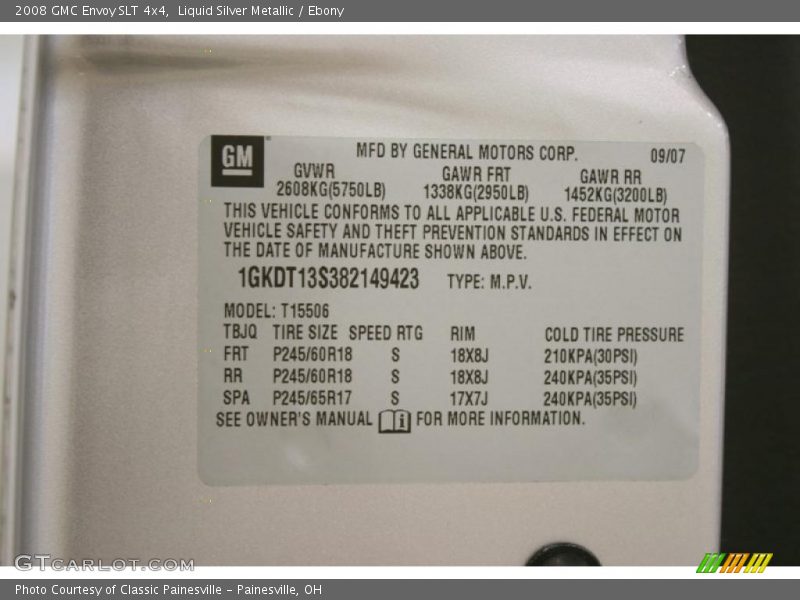 2008 GMC Envoy SLT 4x4,  Liquid Silver Metallic / Ebony
GM
MFD BY GENERAL MOTORS CORP. 09/07
GVWR GAWR FRT GAWR RR
2608KG(5750LB) 1338KG(2950LB) 1452KG(3200LB)
THIS VEHICLE CONFORMS TO ALL APPLICABLE U.S. FEDERAL MOTOR
VEHICLE SAFETY AND THEFT PREVENTION STANDARDS IN EFFECT ON
THE DATE OF MANUFACTURE SHOWN ABOVE.
1GKDT13S382149423 TYPE: M.P.V.
MODEL: T15506
TBJQ TIRE SIZE SPEED RTG RIM COLD TIRE PRESSURE
FRT P245/60R18 S 18X8J 210KPA(30PSI)
RR P245/60R18 S 18X8J 240KPA(35PSI)
SPA P245/65R17 S 17X7J 240KPA(35PSI)
SEE OWNER'S MANUAL i FOR MORE INFORMATION.
GTCARLOT.COM
Photo Courtesy of Classic Painesville - Painesville, OH